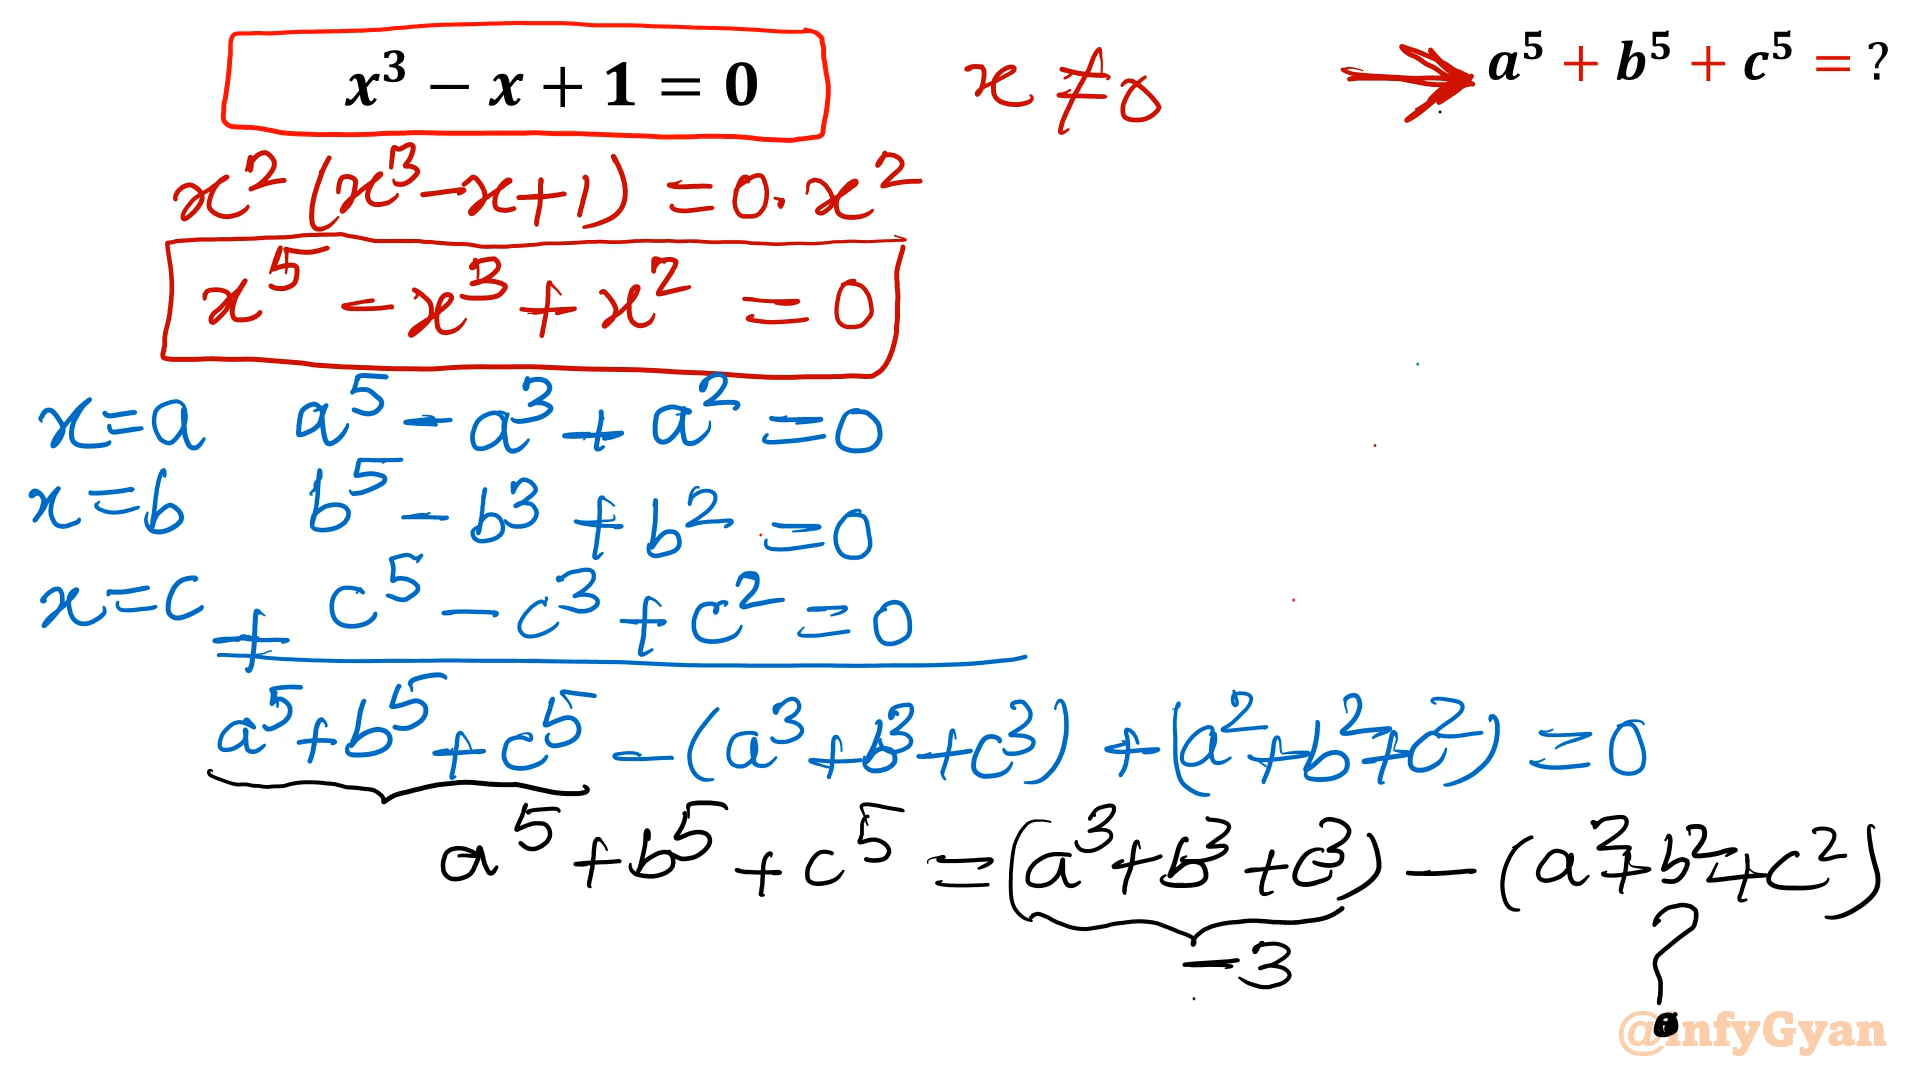 x³ − x + 1 = 0
x ≠ 0
a⁵ + b⁵ + c⁵ = ?
x² (x³ − x + 1) = 0 · x²
x⁵ − x³ + x² = 0
x = a a⁵ − a³ + a² = 0
x = b b⁵ − b³ + b² = 0
x = c + c⁵ − c³ + c² = 0
a⁵ + b⁵ + c⁵ − (a³ + b³ + c³) + (a² + b² + c²) = 0
a⁵ + b⁵ + c⁵ = (a³ + b³ + c³) − (a² + b² + c²)
−3 ?
@InfyGyan